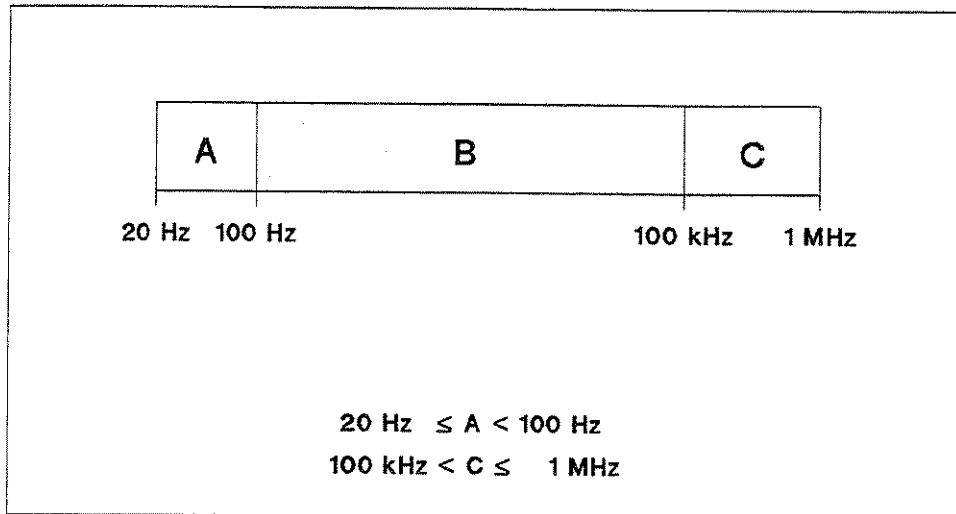 A B C
20 Hz 100 Hz 100 kHz 1 MHz
20 Hz ≤ A < 100 Hz
100 kHz < C ≤ 1 MHz